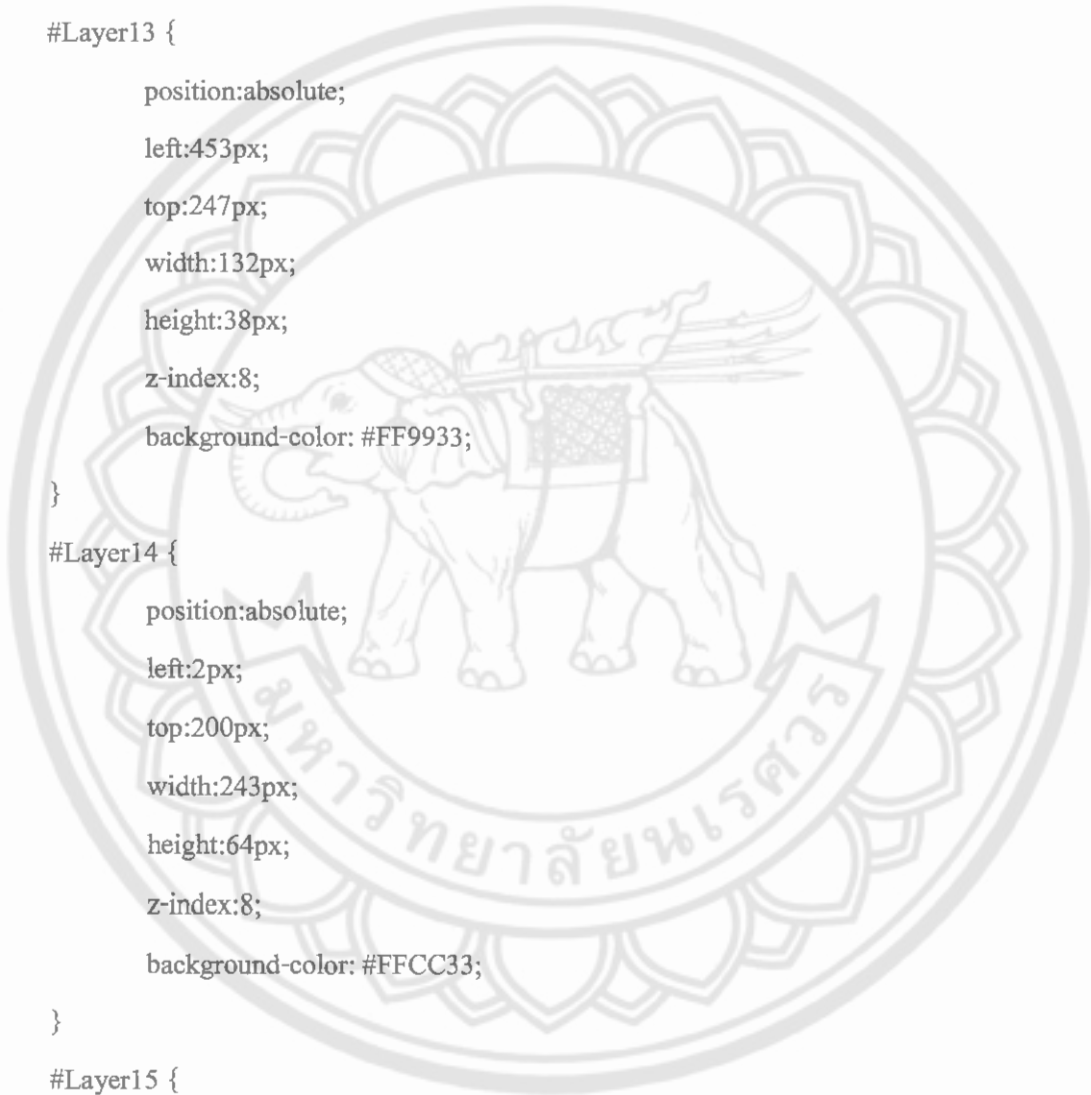 #Layer13 {
position:absolute;
left:453px;
top:247px;
width:132px;
height:38px;
z-index:8;
background-color: #FF9933;
}
#Layer14 {
position:absolute;
left:2px;
top:200px;
width:243px;
height:64px;
z-index:8;
background-color: #FFCC33;
}
#Layer15 {
มหาวิทยาลัยนเรศวร